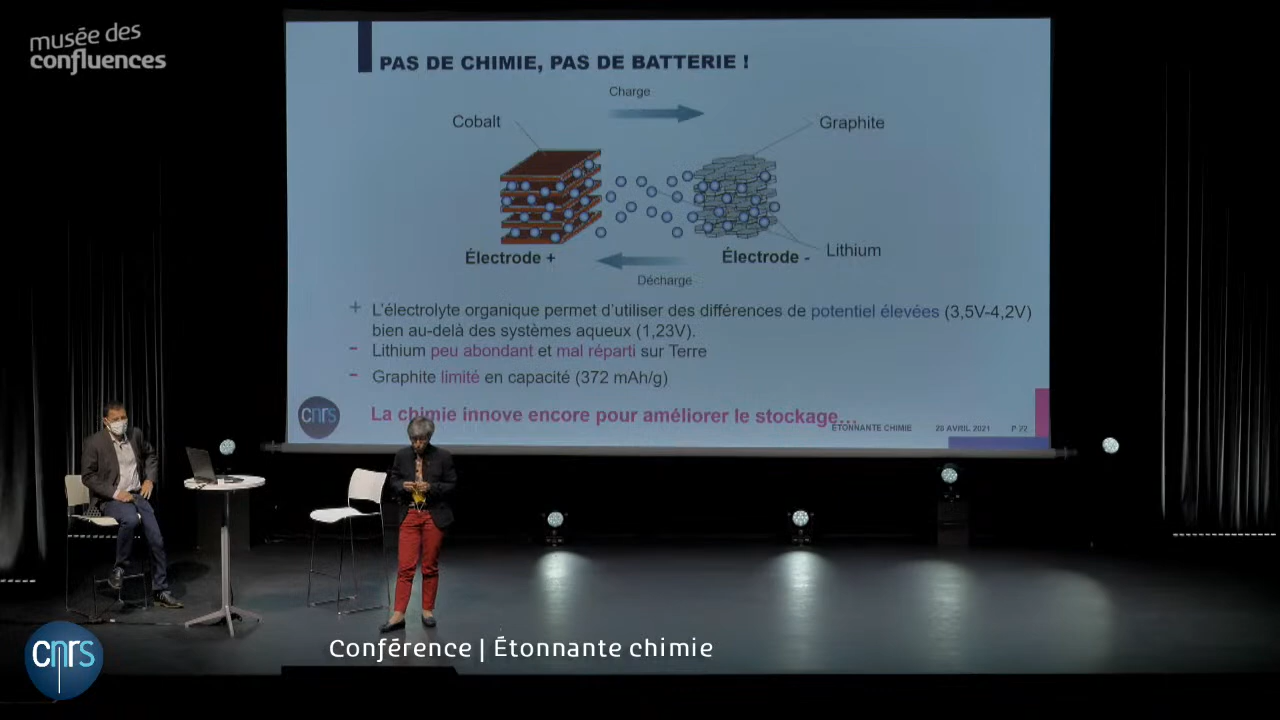 musée des
confluences
PAS DE CHIMIE, PAS DE BATTERIE !
Charge
Cobalt
Graphite
Électrode +
Électrode -
Lithium
Décharge
+ L'électrolyte organique permet d'utiliser des différences de potentiel élevées (3,5V-4,2V)
bien au-delà des systèmes aqueux (1,23V).
- Lithium peu abondant et mal réparti sur Terre
- Graphite limité en capacité (372 mAh/g)
cnrs
La chimie innove encore pour améliorer le stockage...
ÉTONNANTE CHIMIE 20 AVRIL 2021 P 22
cnrs
Conférence | Étonnante chimie